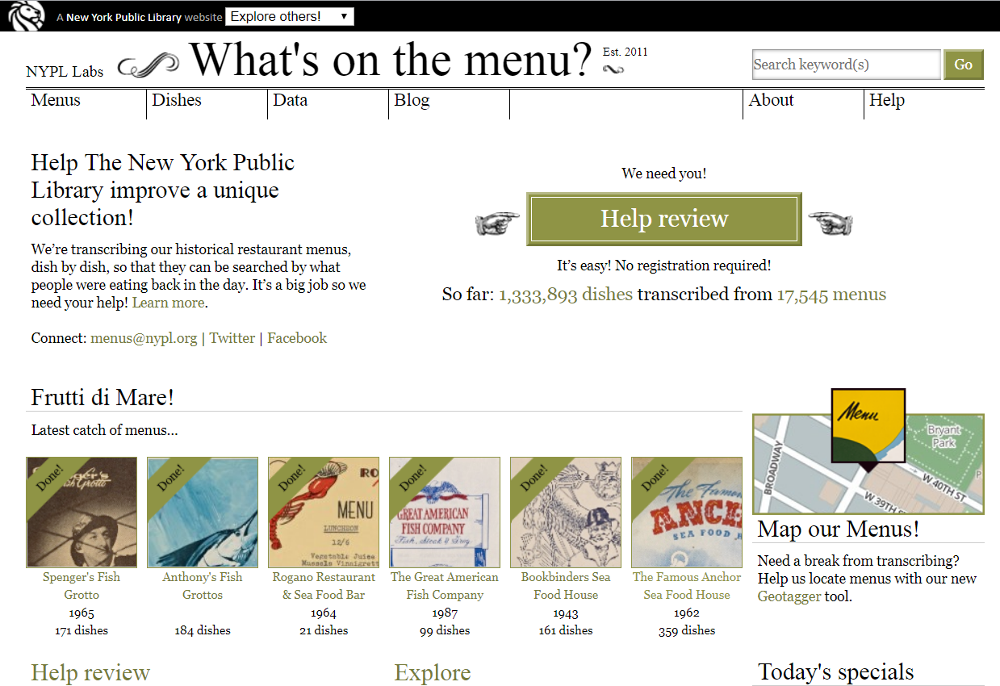 A New York Public Library website Explore others!
NYPL Labs
What's on the menu?
Est. 2011
Search keyword(s)
Go
Menus
Dishes
Data
Blog
About
Help
Help The New York Public
Library improve a unique
collection!
We’re transcribing our historical restaurant menus,
dish by dish, so that they can be searched by what
people were eating back in the day. It’s a big job so we
need your help! Learn more.
Connect: menus@nypl.org | Twitter | Facebook
We need you!
Help review
It’s easy! No registration required!
So far: 1,333,893 dishes transcribed from 17,545 menus
Frutti di Mare!
Latest catch of menus...
Done!
Spenger's Fish
Grotto
1965
171 dishes
Done!
Anthony's Fish
Grottos
184 dishes
Done!
MENU
LUNCHEON
12/6
Vegetable Juice
Mussels Vinaigret
Rogano Restaurant
& Sea Food Bar
1964
21 dishes
Done!
GREAT AMERICAN
FISH COMPANY
Fish, Steak & Grog
The Great American
Fish Company
1987
99 dishes
Done!
Bookbinders Sea
Food House
1943
161 dishes
Done!
The Famou
ANCH
SEA FOOD H
The Famous Anchor
Sea Food House
1962
359 dishes
Menu
Bryant
Park
BROADWAY
W 40TH ST
W 39TH ST
Map our Menus!
Need a break from transcribing?
Help us locate menus with our new
Geotagger tool.
Help review
Explore
Today's specials